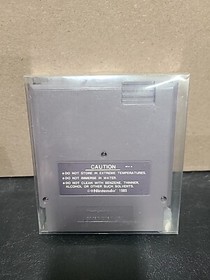 CAUTION
●DO NOT STORE IN EXTREME TEMPERATURES.
●DO NOT IMMERSE IN WATER.
●DO NOT CLEAN WITH BENZENE, THINNER,
ALCOHOL OR OTHER SUCH SOLVENTS.
Nintendo 1985